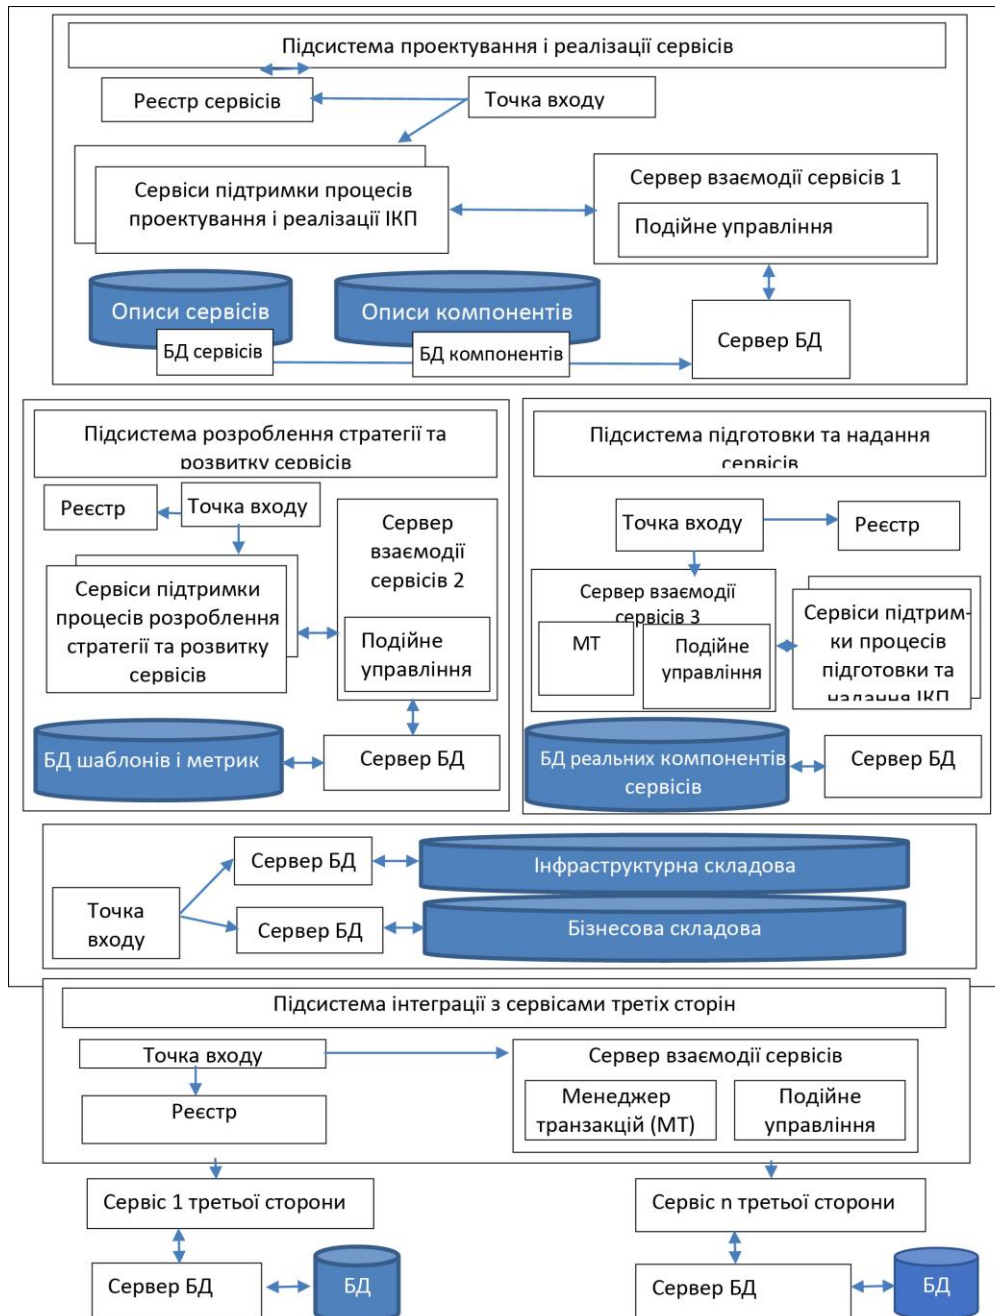 Підсистема проектування і реалізації сервісів
Реєстр сервісів
Точка входу
Сервіси підтримки процесів
проектування і реалізації ІКП
Сервер взаємодії сервісів 1
Подійне управління
Описи сервісів
Описи компонентів
БД сервісів
БД компонентів
Сервер БД
Підсистема розроблення стратегії та
розвитку сервісів
Реєстр
Точка входу
Сервер
взаємодії
сервісів 2
Сервіси підтримки
процесів розроблення
стратегії та розвитку
сервісів
Подійне
управління
БД шаблонів і метрик
Сервер БД
Підсистема підготовки та надання
сервісів
Точка входу
Реєстр
Сервер взаємодії
сервісів 3
МТ
Подійне
управління
Сервіси підтрим-
ки процесів
підготовки та
надання ІКП
БД реальних компонентів
сервісів
Сервер БД
Точка
входу
Сервер БД
Інфраструктурна складова
Сервер БД
Бізнесова складова
Підсистема інтеграції з сервісами третіх сторін
Точка входу
Реєстр
Сервер взаємодії сервісів
Менеджер
транзакцій (МТ)
Подійне
управління
Сервіс 1 третьої сторони
Сервіс n третьої сторони
Сервер БД
БД
Сервер БД
БД